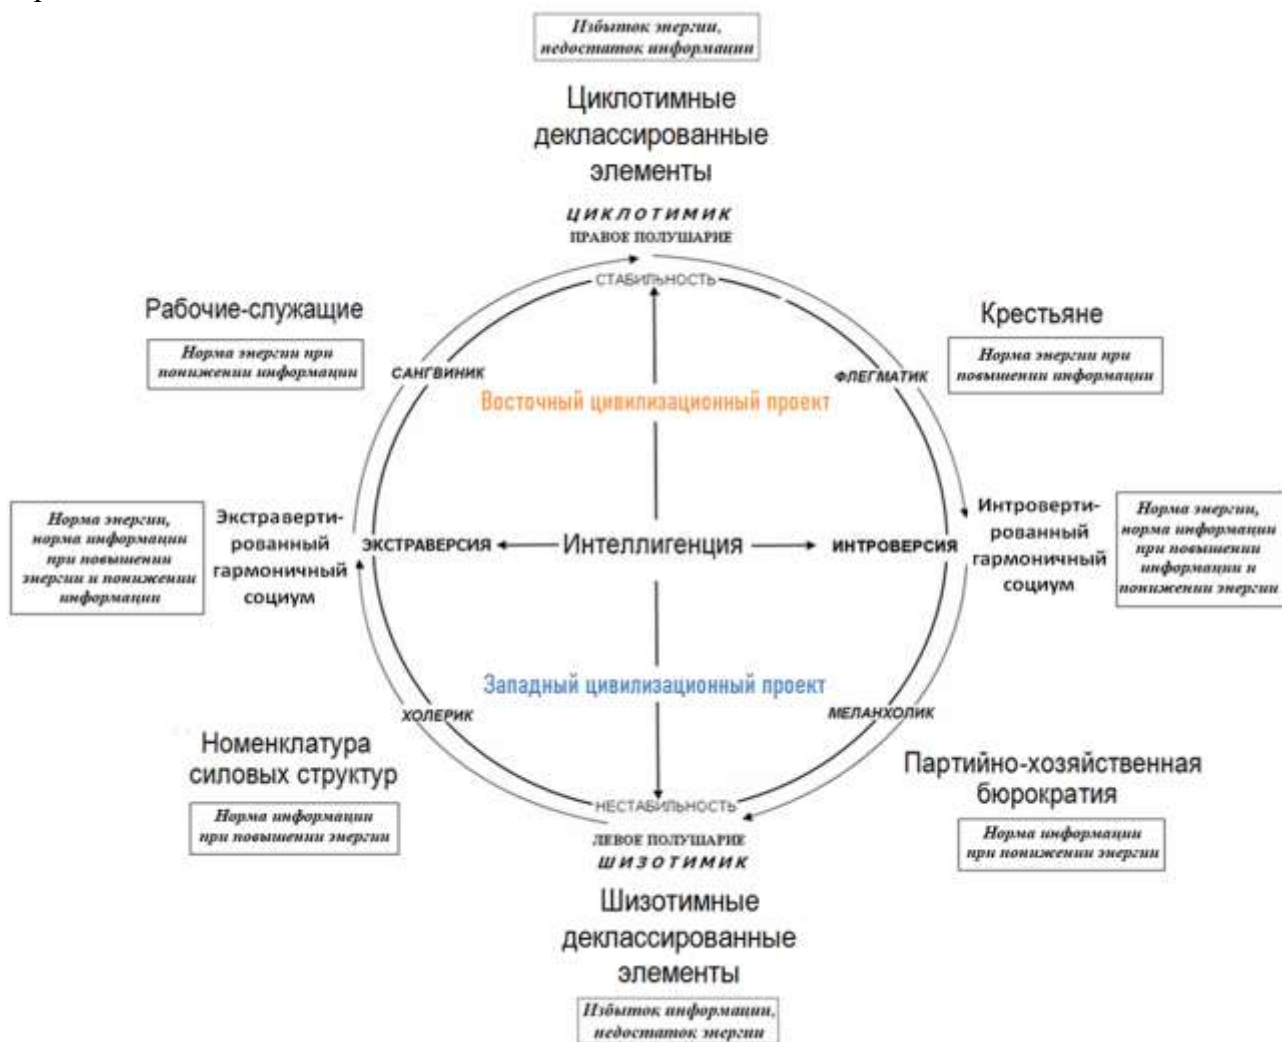 Избыток энергии,
недостаток информации
Циклотимные
деклассированные
элементы
ЦИКЛОТИМИК
ПРАВОЕ ПОЛУШАРИЕ
СТАБИЛЬНОСТЬ
Рабочие-служащие
Норма энергии при
понижении информации
САНГВИНИК
Крестьяне
Норма энергии при
повышении информации
ФЛЕГМАТИК
Восточный цивилизационный проект
Норма энергии,
норма информации
при повышении
энергии и понижении
информации
Экстраверти-
рованный
гармоничный
социум
ЭКСТРАВЕРСИЯ
Интеллигенция
ИНТРОВЕРСИЯ
Интроверти-
рованный
гармоничный
социум
Норма энергии,
норма информации
при повышении
информации и
понижении энергии
Западный цивилизационный проект
ХОЛЕРИК
МЕЛАНХОЛИК
Номенклатура
силовых структур
Норма информации
при повышении энергии
Партийно-хозяйственная
бюрократия
Норма информации
при понижении энергии
НЕСТАБИЛЬНОСТЬ
ЛЕВОЕ ПОЛУШАРИЕ
ШИЗОТИМИК
Шизотимные
деклассированные
элементы
Избыток информации,
недостаток энергии